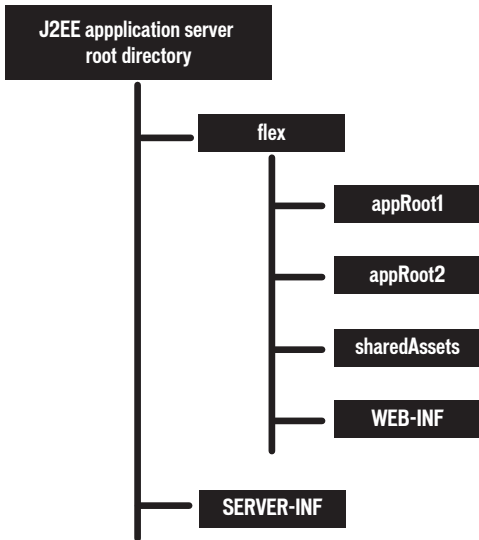 J2EE appplication server
root directory
flex
appRoot1
appRoot2
sharedAssets
WEB-INF
SERVER-INF